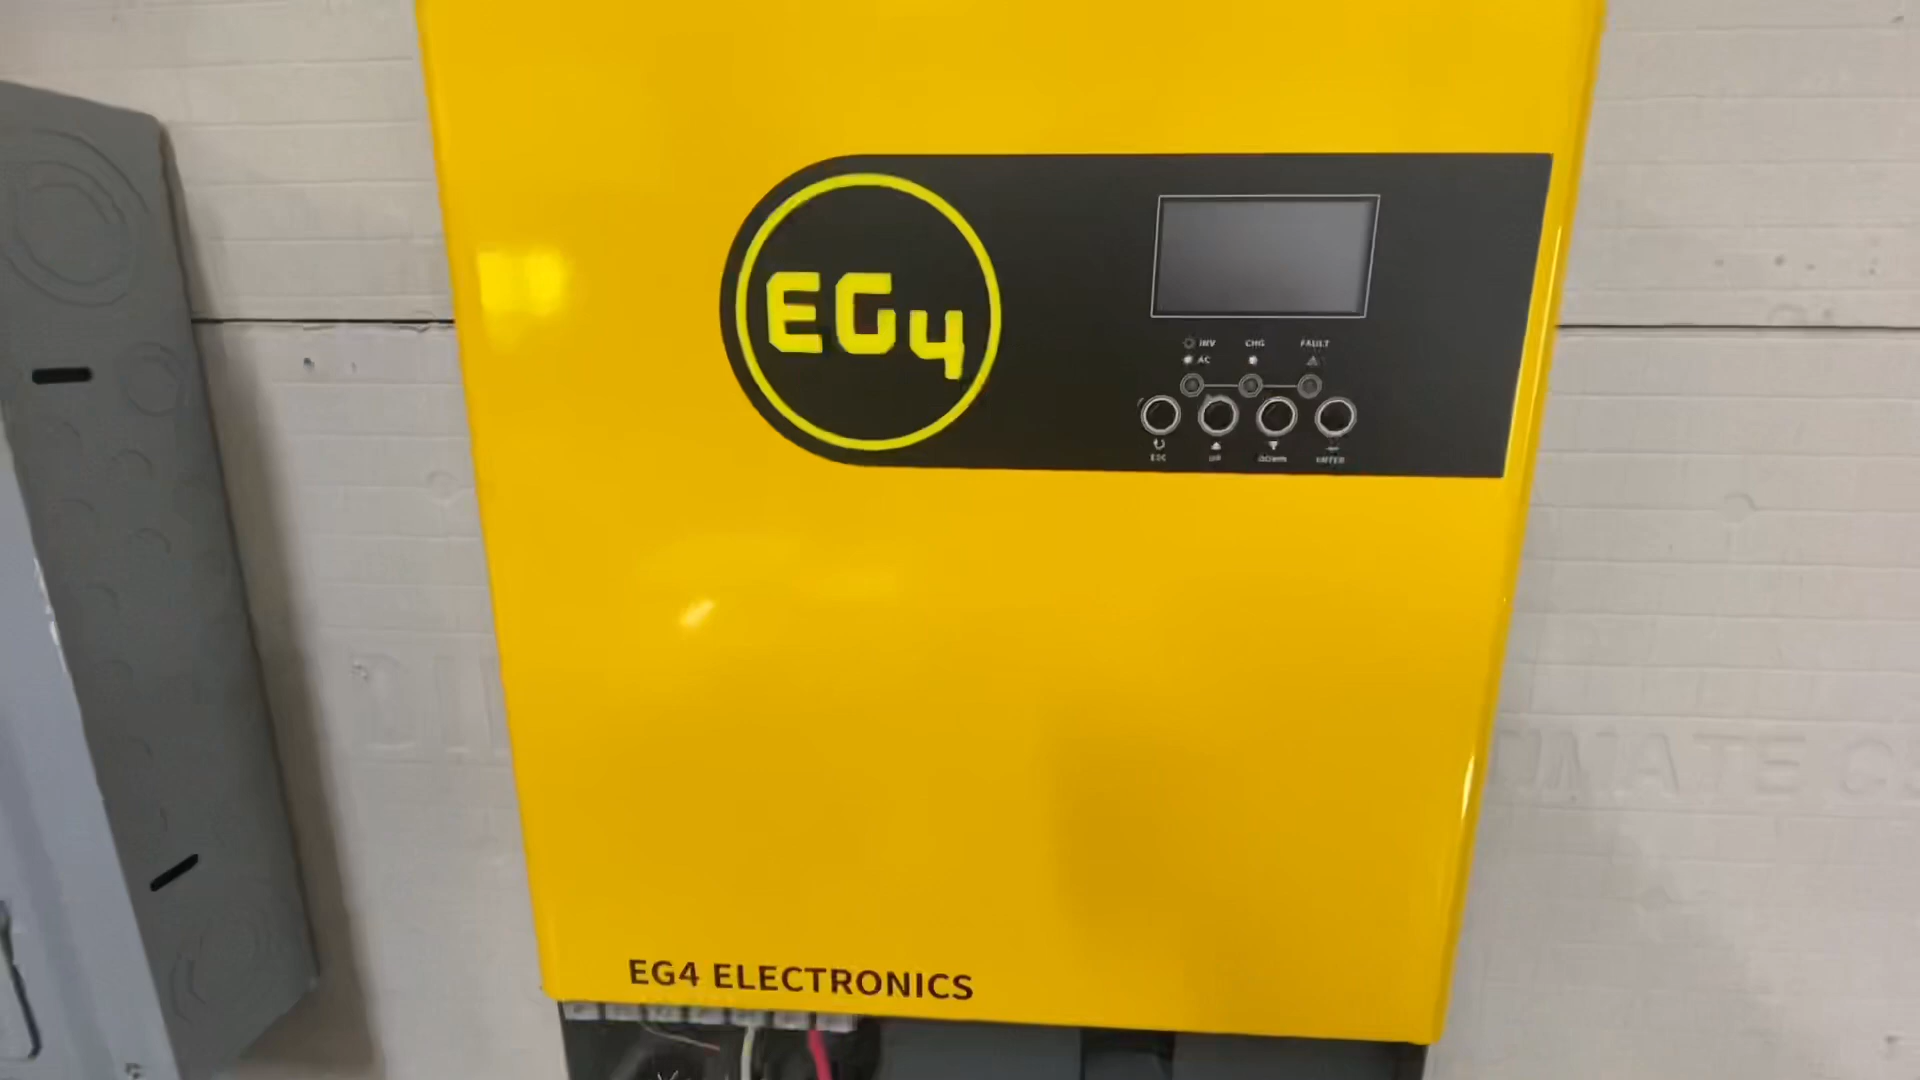 EG4
INV CHG FAULT
AC
ESC UP DOWN ENTER
EG4 ELECTRONICS